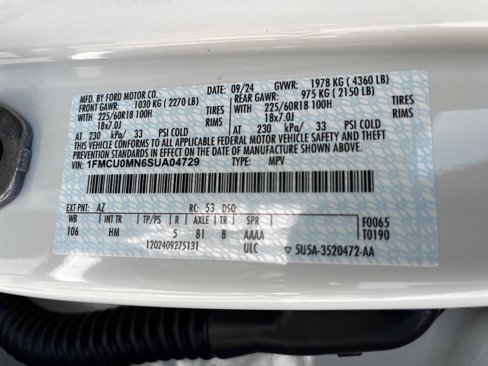 MFD. BY FORD MOTOR CO. DATE: 09/24 GVWR: 1978 KG ( 4360 LB)
FRONT GAWR: 1030 KG ( 2270 LB) REAR GAWR: 975 KG ( 2150 LB)
WITH 225/60R18 100H TIRES WITH 225/60R18 100H TIRES
18x7.0J RIMS 18x7.0J RIMS
AT 230 kPa/ 33 PSI COLD AT 230 kPa/ 33 PSI COLD
THIS VEHICLE CONFORMS TO ALL APPLICABLE FEDERAL MOTOR VEHICLE SAFETY AND
THEFT PREVENTION STANDARDS IN EFFECT ON THE DATE OF MANUFACTURE SHOWN ABOVE.
VIN: 1FMCU0MN6SUA04729 TYPE: MPV
EXT PNT: AZ RC: 53 DSO:
WB INT TR TP/PS R AXLE TR SPR F0065
106 HM 5 B1 8 AAAA T0190
1202409275131 ULC ▽ 5U5A-3520472-AA